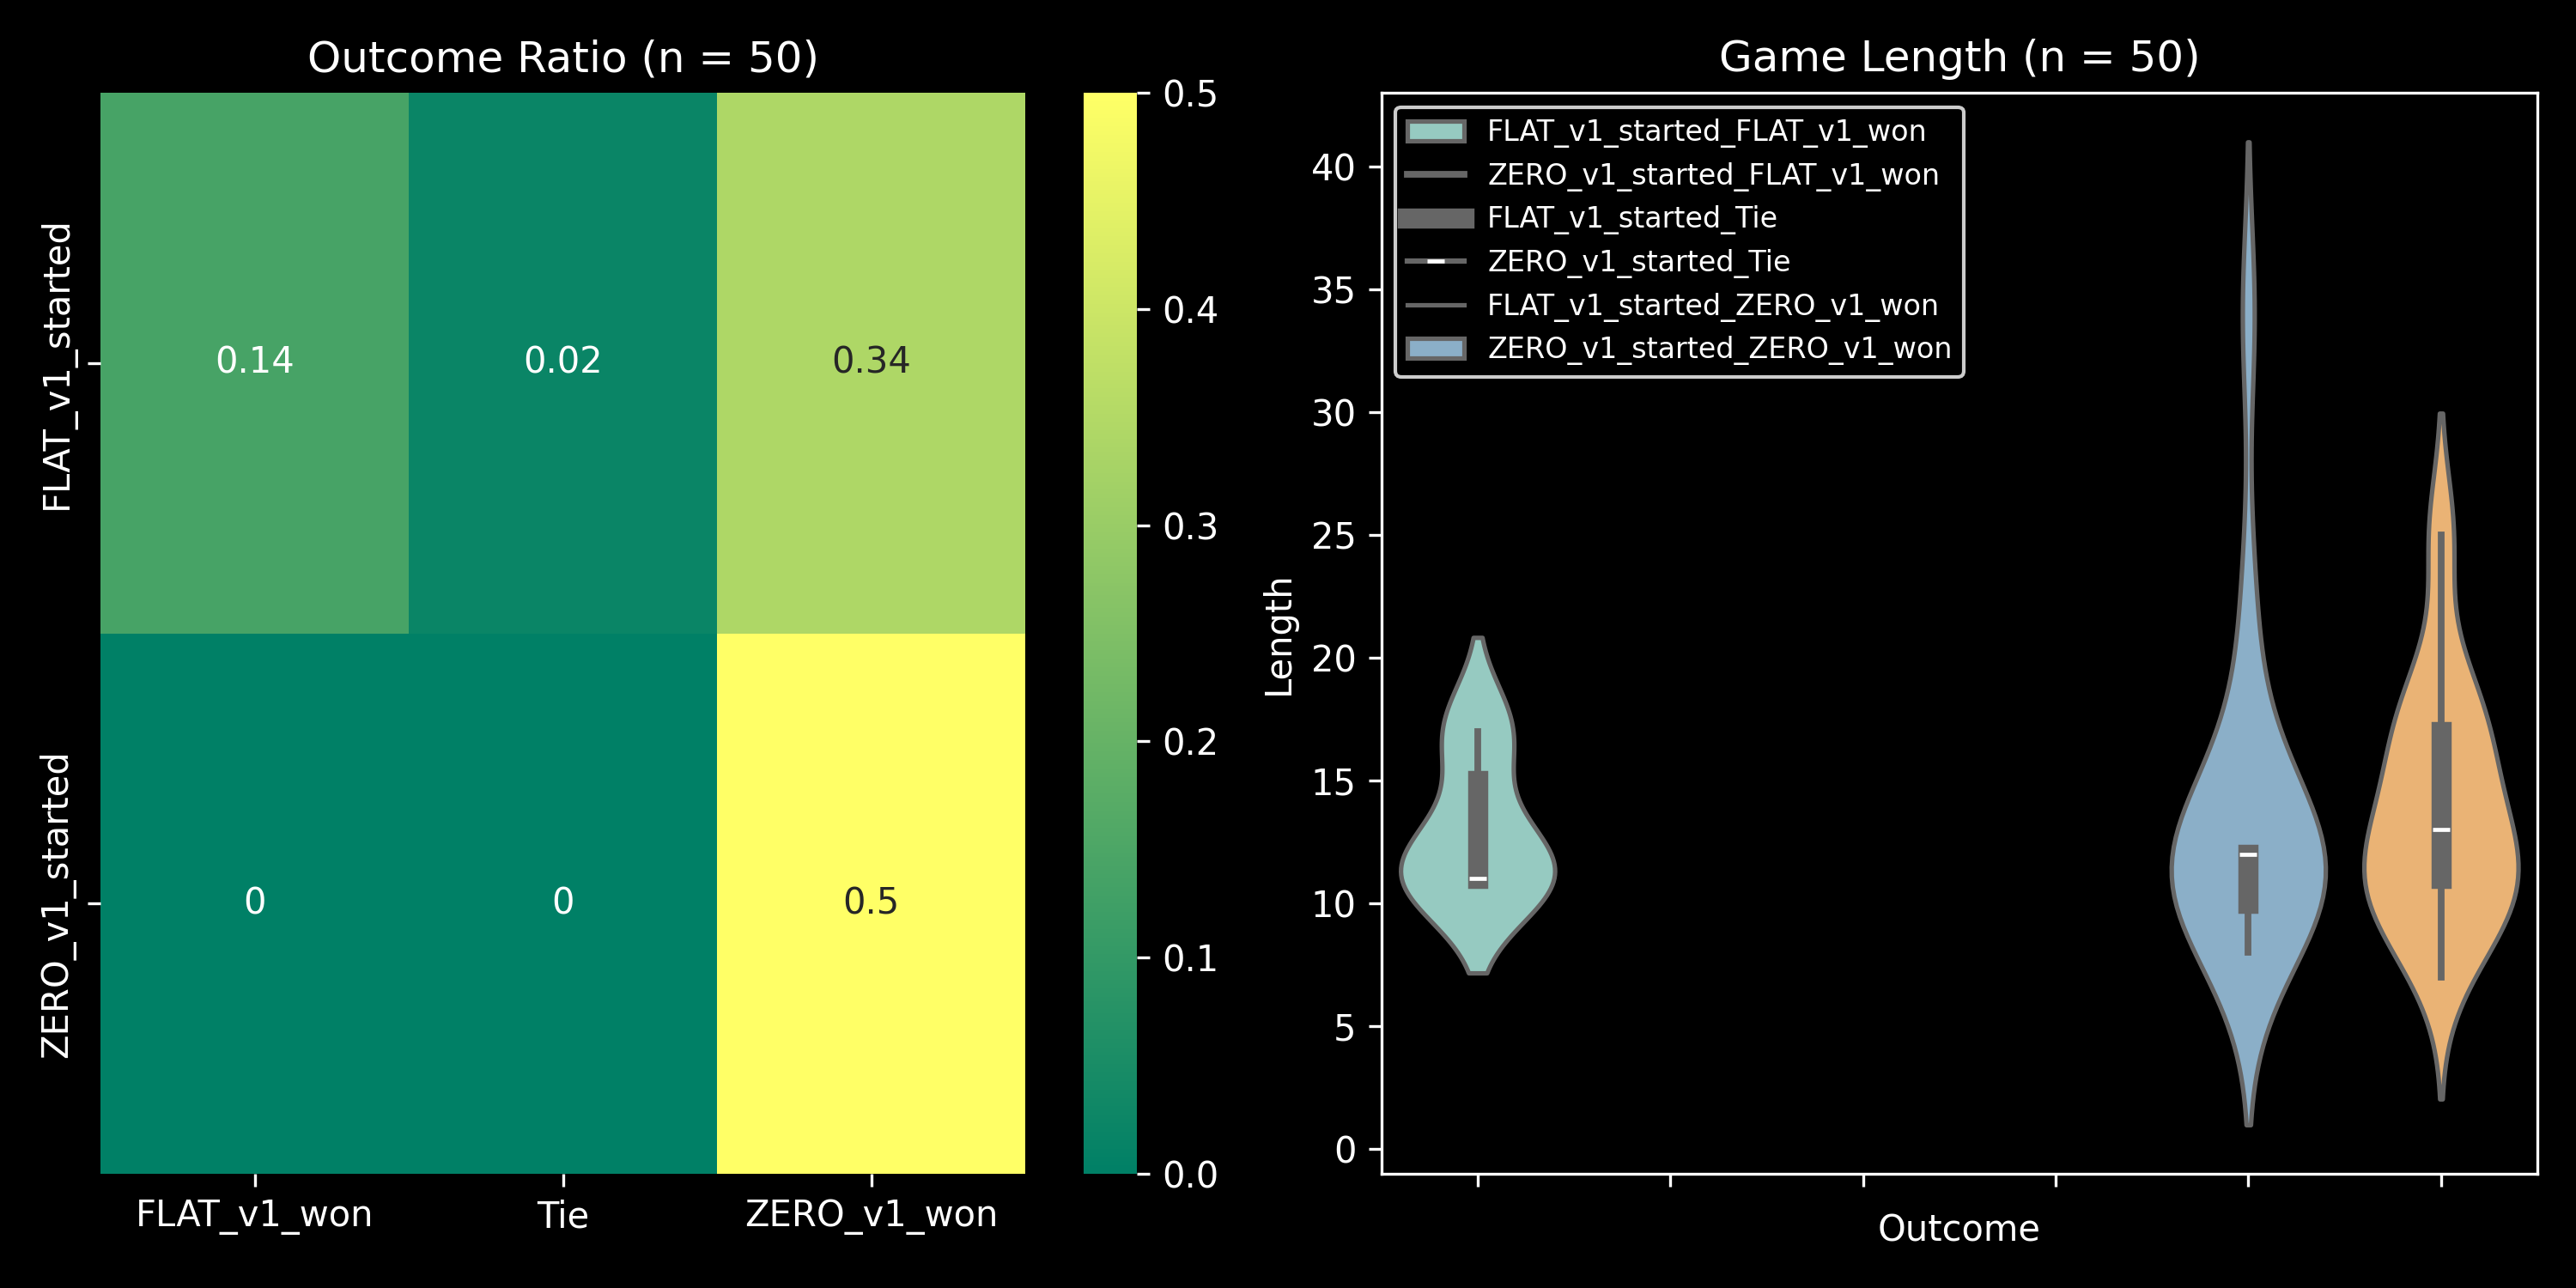 Outcome Ratio (n = 50)
FLAT_v1_started
ZERO_v1_started
0.14 0.02 0.34
0 0 0.5
FLAT_v1_won Tie ZERO_v1_won
0.5
0.4
0.3
0.2
0.1
0.0
Game Length (n = 50)
FLAT_v1_started_FLAT_v1_won
ZERO_v1_started_FLAT_v1_won
FLAT_v1_started_Tie
ZERO_v1_started_Tie
FLAT_v1_started_ZERO_v1_won
ZERO_v1_started_ZERO_v1_won
Length
40
35
30
25
20
15
10
5
0
Outcome